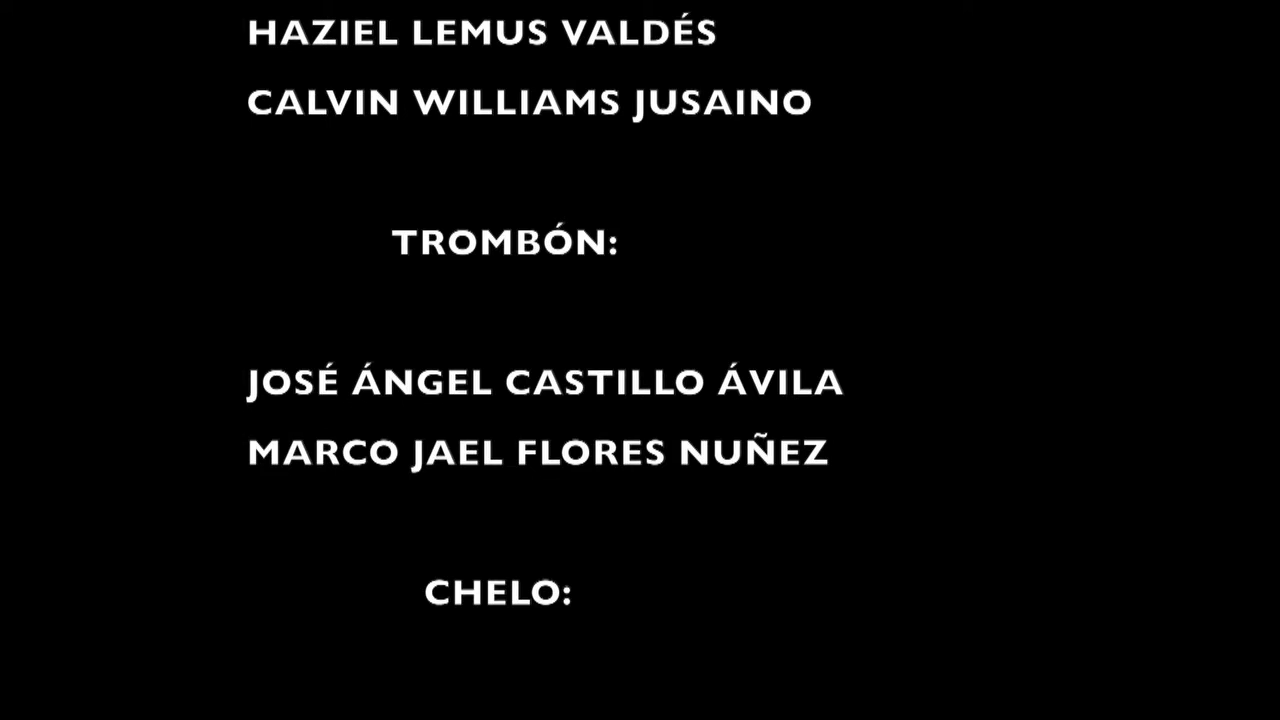 HAZIEL LEMUS VALDÉS
CALVIN WILLIAMS JUSAINO
TROMBÓN:
JOSÉ ÁNGEL CASTILLO ÁVILA
MARCO JAEL FLORES NUÑEZ
CHELO: